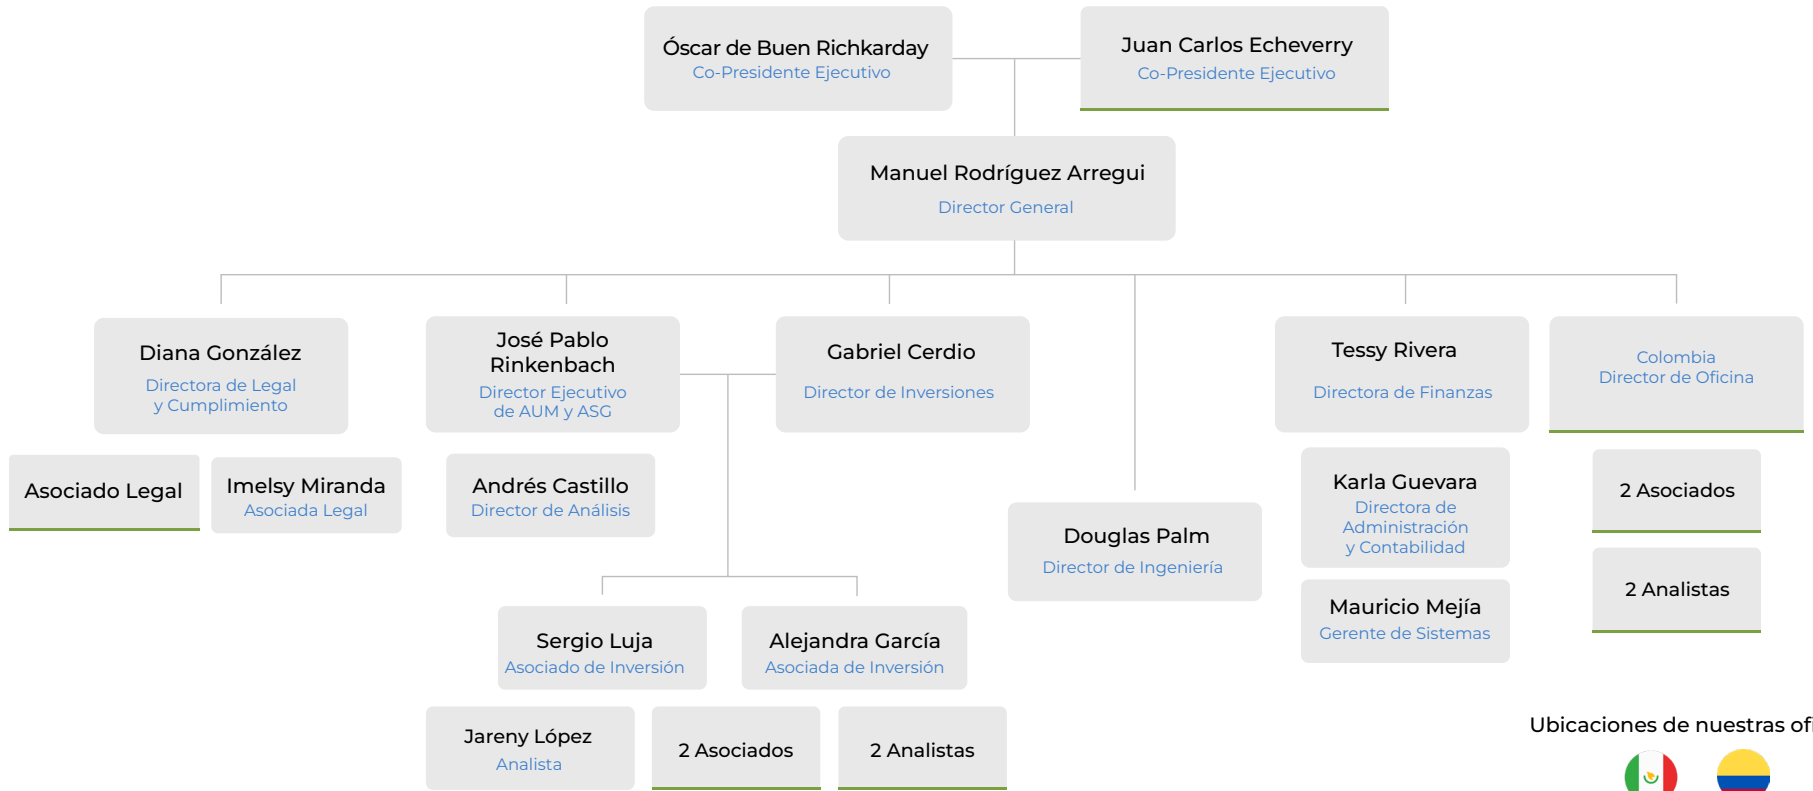 Óscar de Buen Richkarday
Co-Presidente Ejecutivo
Juan Carlos Echeverry
Co-Presidente Ejecutivo
Manuel Rodríguez Arregui
Director General
Diana González
Directora de Legal
y Cumplimiento
José Pablo
Rinkenbach
Director Ejecutivo
de AUM y ASG
Gabriel Cerdio
Director de Inversiones
Tessy Rivera
Directora de Finanzas
Colombia
Director de Oficina
Asociado Legal
Imelsy Miranda
Asociada Legal
Andrés Castillo
Director de Análisis
Douglas Palm
Director de Ingeniería
Karla Guevara
Directora de
Administración
y Contabilidad
2 Asociados
Mauricio Mejía
Gerente de Sistemas
2 Analistas
Sergio Luja
Asociado de Inversión
Alejandra García
Asociada de Inversión
Jareny López
Analista
2 Asociados
2 Analistas
Ubicaciones de nuestras ofi